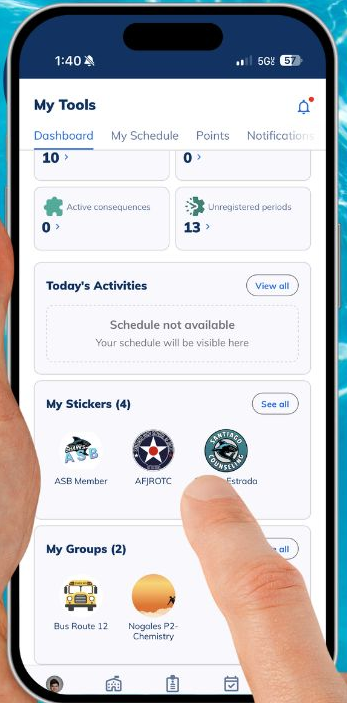 1:40
5G
57
My Tools
Dashboard My Schedule Points Notifications
10 >
0 >
Active consequences
0 >
Unregistered periods
13 >
Today's Activities
View all
Schedule not available
Your schedule will be visible here
My Stickers (4)
See all
ASB
ASB Member
AFJROTC
SANTIAGO
COUNSELING
Estrada
My Groups (2)
all
Bus Route 12
Nogales P2-
Chemistry